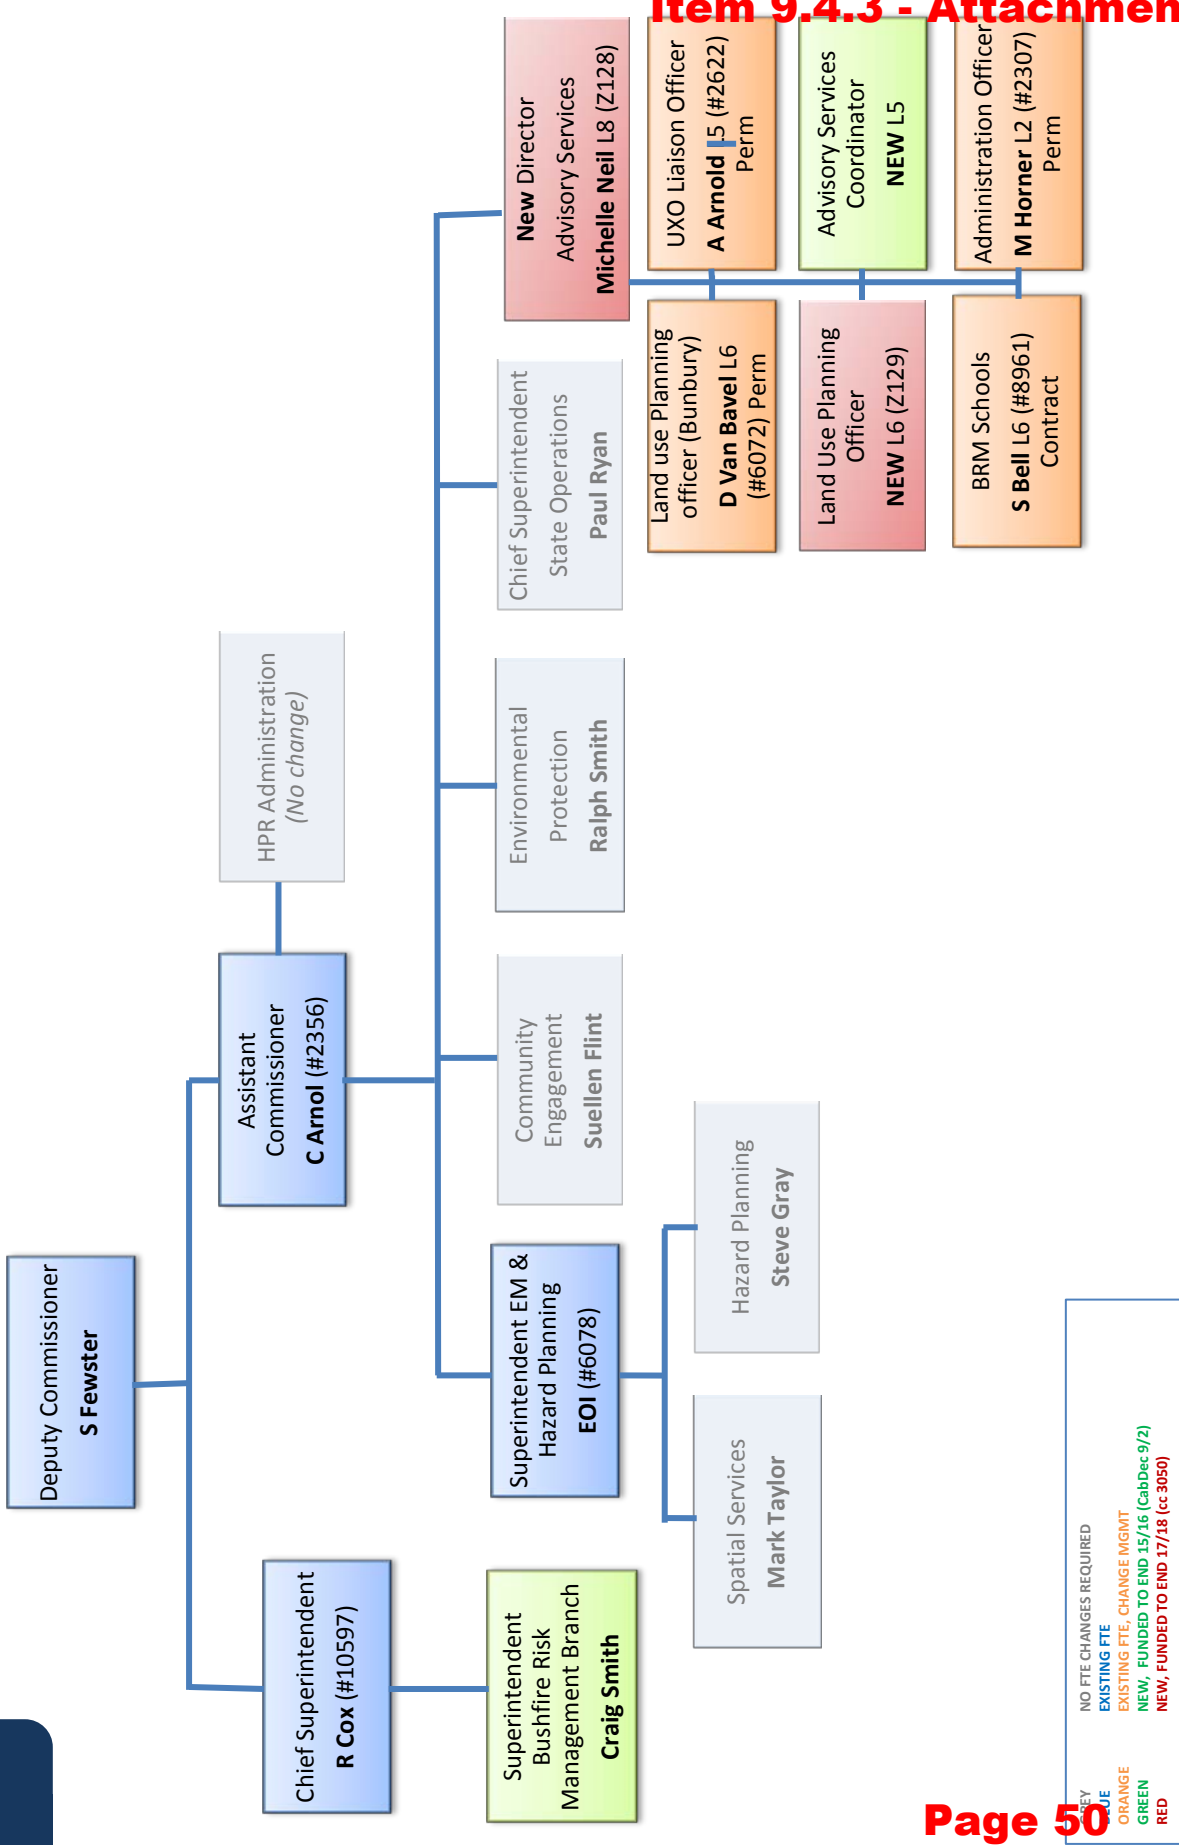 Item 9.4.3 - Attachmen
Deputy Commissioner
S Fewster
Chief Superintendent
R Cox (#10597)
Superintendent
Bushfire Risk
Management Branch
Craig Smith
Assistant
Commissioner
C Arnol (#2356)
HPR Administration
(No change)
Superintendent EM &
Hazard Planning
EOI (#6078)
Spatial Services
Mark Taylor
Hazard Planning
Steve Gray
Community
Engagement
Suellen Flint
Environmental
Protection
Ralph Smith
Chief Superintendent
State Operations
Paul Ryan
New Director
Advisory Services
Michelle Neil L8 (Z128)
Land use Planning
officer (Bunbury)
D Van Bavel L6
(#6072) Perm
UXO Liaison Officer
A Arnold L5 (#2622)
Perm
Land Use Planning
Officer
NEW L6 (Z129)
Advisory Services
Coordinator
NEW L5
BRM Schools
S Bell L6 (#8961)
Contract
Administration Officer
M Horner L2 (#2307)
Perm
GREY NO FTE CHANGES REQUIRED
BLUE EXISTING FTE
ORANGE EXISTING FTE, CHANGE MGMT
GREEN NEW, FUNDED TO END 15/16 (CabDec 9/2)
RED NEW, FUNDED TO END 17/18 (cc 3050)
Page 50